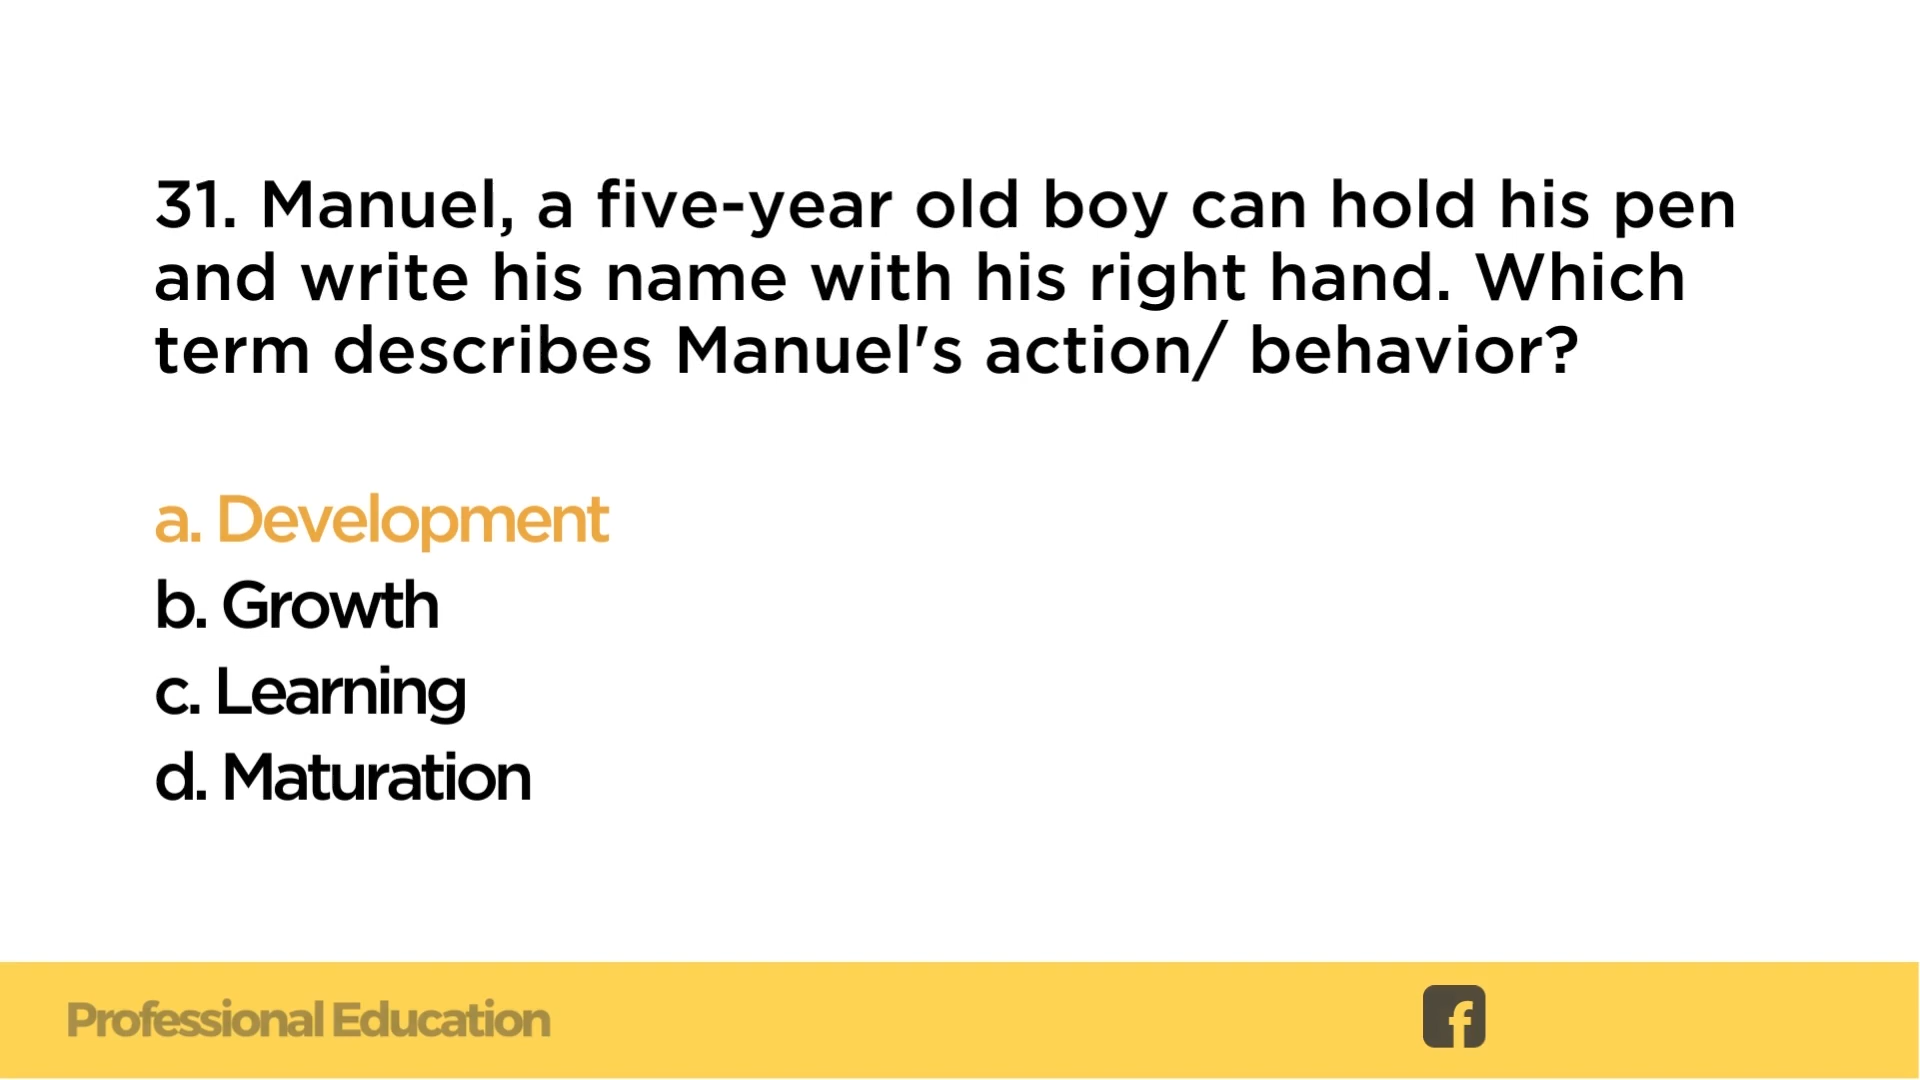 31. Manuel, a five-year old boy can hold his pen
and write his name with his right hand. Which
term describes Manuel's action/ behavior?
a. Development
b. Growth
c. Learning
d. Maturation
Professional Education